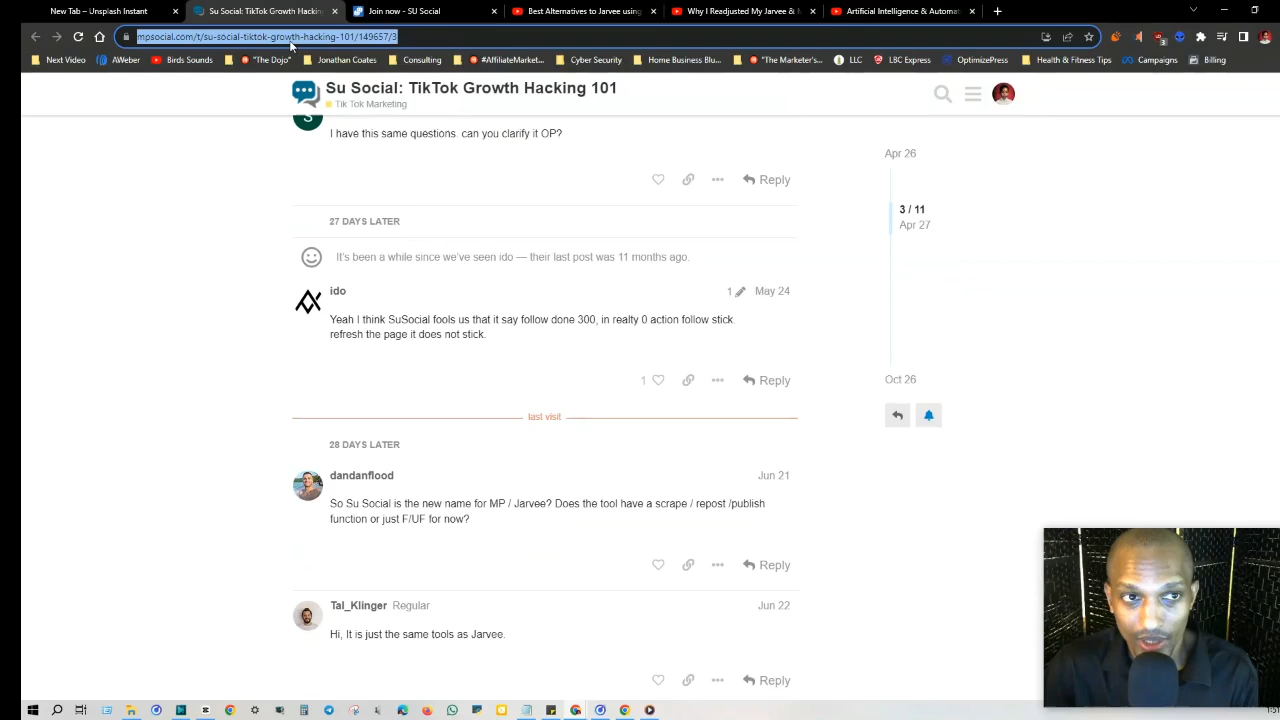 New Tab - Unsplash Instant
Su Social: TikTok Growth Hackin
Join now - SU Social
Best Alternatives to Jarvee using
Why I Readjusted My Jarvee & M
Artificial Intelligence & Automat
mpsocial.com/t/su-social-tiktok-growth-hacking-101/149657/3
Next Video
AWeber
Birds Sounds
"The Dojo"
Jonathan Coates
Consulting
#AffiliateMarket...
Cyber Security
Home Business Blu...
The Marketer's...
LLC
LBC Express
OptimizePress
Health & Fitness
Campaigns
Billing
Su Social: TikTok Growth Hacking 101
Tik Tok Marketing
S
I have this same questions. can you clarify it OP?
Reply
27 DAYS LATER
It's been a while since we've seen ido — their last post was 11 months ago.
ido
1
May 24
Yeah I think SuSocial fools us that it say follow done 300, in realty 0 action follow stick.
refresh the page it does not stick.
1
Reply
last visit
28 DAYS LATER
dandanflood
Jun 21
So Su Social is the new name for MP / Jarvee? Does the tool have a scrape / repost /publish
function or just F/UF for now?
Reply
Tal_Klinger Regular
Jun 22
Hi, It is just the same tools as Jarvee.
Reply
Apr 26
3 / 11
Apr 27
Oct 26